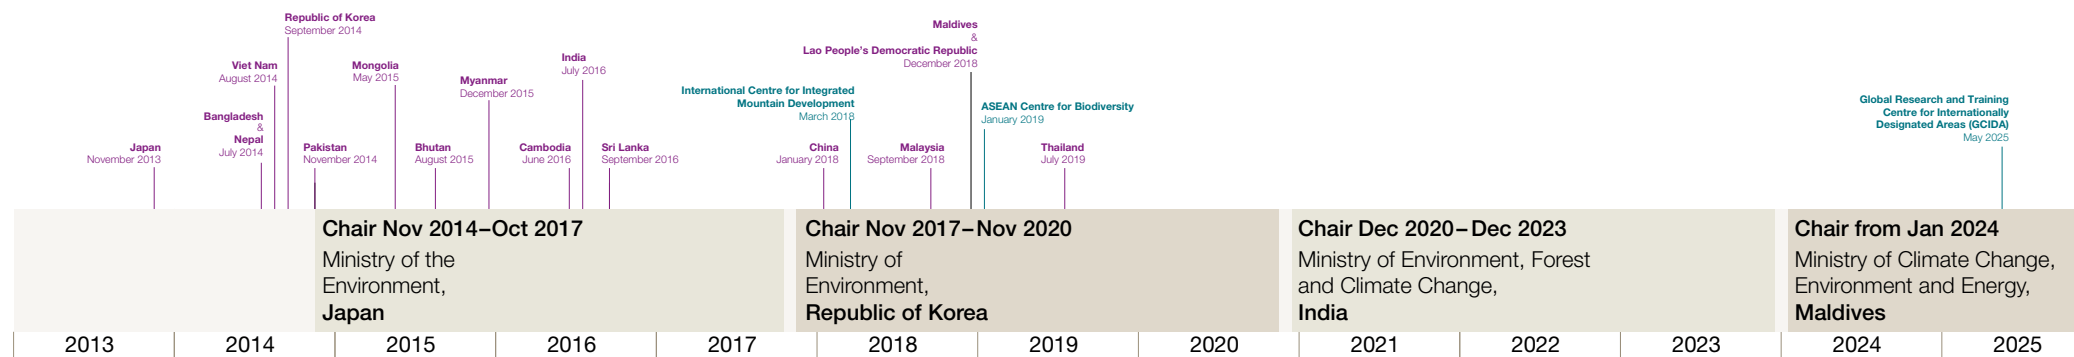 Japan
November 2013
Bangladesh
&
Nepal
July 2014
Viet Nam
August 2014
Republic of Korea
September 2014
Pakistan
November 2014
Mongolia
May 2015
Bhutan
August 2015
Myanmar
December 2015
Cambodia
June 2016
India
July 2016
Sri Lanka
September 2016
China
January 2018
International Centre for Integrated
Mountain Development
March 2018
Malaysia
September 2018
Maldives
&
Lao People's Democratic Republic
December 2018
ASEAN Centre for Biodiversity
January 2019
Thailand
July 2019
Global Research and Training
Centre for Internationally
Designated Areas (GCIDA)
May 2025
Chair Nov 2014–Oct 2017
Ministry of the
Environment,
Japan
Chair Nov 2017–Nov 2020
Ministry of
Environment,
Republic of Korea
Chair Dec 2020–Dec 2023
Ministry of Environment, Forest
and Climate Change,
India
Chair from Jan 2024
Ministry of Climate Change,
Environment and Energy,
Maldives
2013
2014
2015
2016
2017
2018
2019
2020
2021
2022
2023
2024
2025